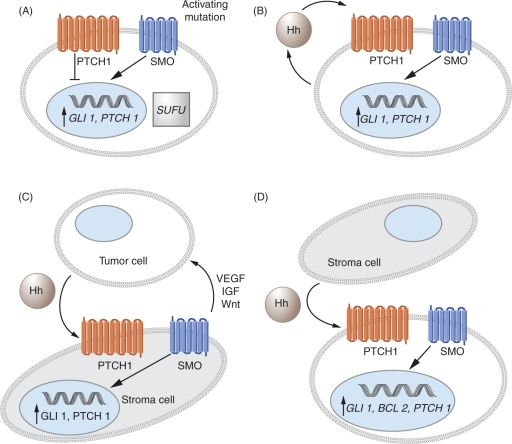 (A)
Activating
mutation
PTCH1
SMO
GLI 1, PTCH 1
SUFU
(B)
Hh
PTCH1
SMO
GLI 1, PTCH 1
(C)
Tumor cell
Hh
VEGF
IGF
Wnt
PTCH1
SMO
GLI 1, PTCH 1
Stroma cell
(D)
Stroma cell
Hh
PTCH1
SMO
GLI 1, BCL 2, PTCH 1